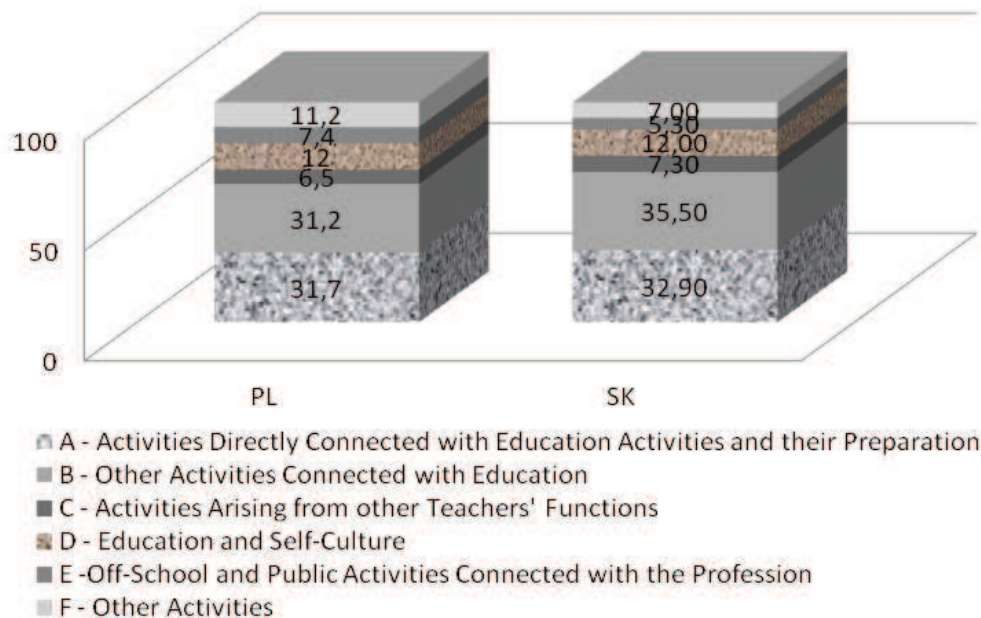 100
50
0
11,2
7,4
12
6,5
31,2
31,7
7,00
5,30
12,00
7,30
35,50
32,90
PL
SK
A - Activities Directly Connected with Education Activities and their Preparation
B - Other Activities Connected with Education
C - Activities Arising from other Teachers' Functions
D - Education and Self-Culture
E -Off-School and Public Activities Connected with the Profession
F - Other Activities